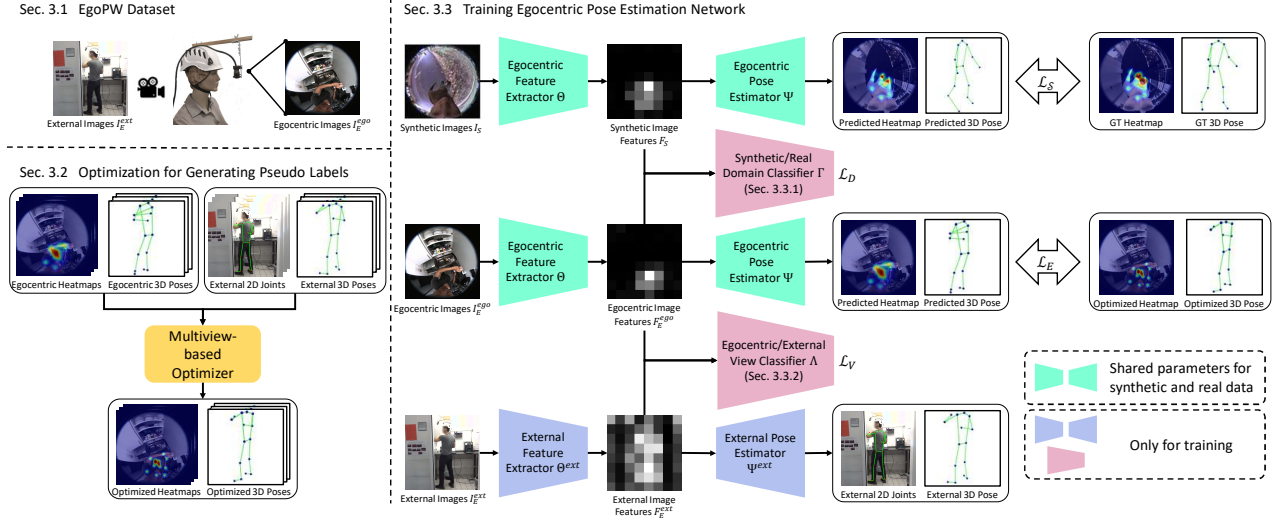 Sec. 3.1 EgoPW Dataset
External Images I_E^ext
Egocentric Images I_E^ego
Sec. 3.2 Optimization for Generating Pseudo Labels
Egocentric Heatmaps
Egocentric 3D Poses
External 2D Joints
External 3D Poses
Multiview-
based
Optimizer
Optimized Heatmaps
Optimized 3D Poses
Sec. 3.3 Training Egocentric Pose Estimation Network
Synthetic Images I_S
Egocentric
Feature
Extractor Θ
Synthetic Image
Features F_S
Egocentric
Pose
Estimator Ψ
Predicted Heatmap
Predicted 3D Pose
ℒ_S
GT Heatmap
GT 3D Pose
Synthetic/Real
Domain Classifier Γ
(Sec. 3.3.1)
ℒ_D
Egocentric Images I_E^ego
Egocentric
Feature
Extractor Θ
Egocentric Image
Features F_E^ego
Egocentric
Pose
Estimator Ψ
Predicted Heatmap
Predicted 3D Pose
ℒ_E
Optimized Heatmap
Optimized 3D Pose
Egocentric/External
View Classifier Λ
(Sec. 3.3.2)
ℒ_V
External Images I_E^ext
External
Feature
Extractor Θ^ext
External Image
Features F_E^ext
External Pose
Estimator
Ψ^ext
External 2D Joints
External 3D Pose
Shared parameters for
synthetic and real data
Only for training